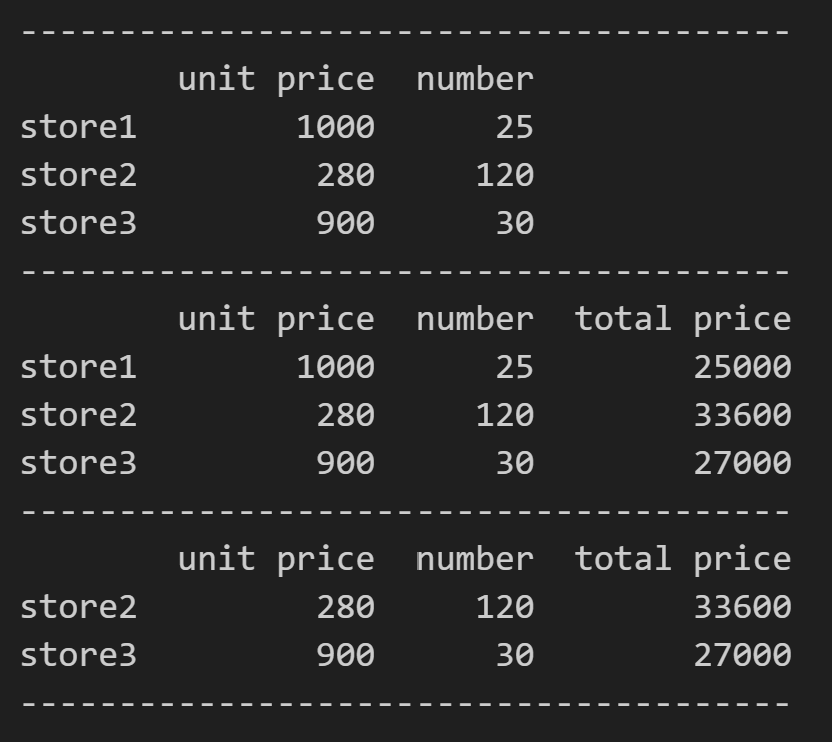 ---------------------------------------
        unit price  number
store1        1000      25
store2         280     120
store3         900      30
---------------------------------------
        unit price  number  total price
store1        1000      25        25000
store2         280     120        33600
store3         900      30        27000
---------------------------------------
        unit price  number  total price
store2         280     120        33600
store3         900      30        27000
---------------------------------------